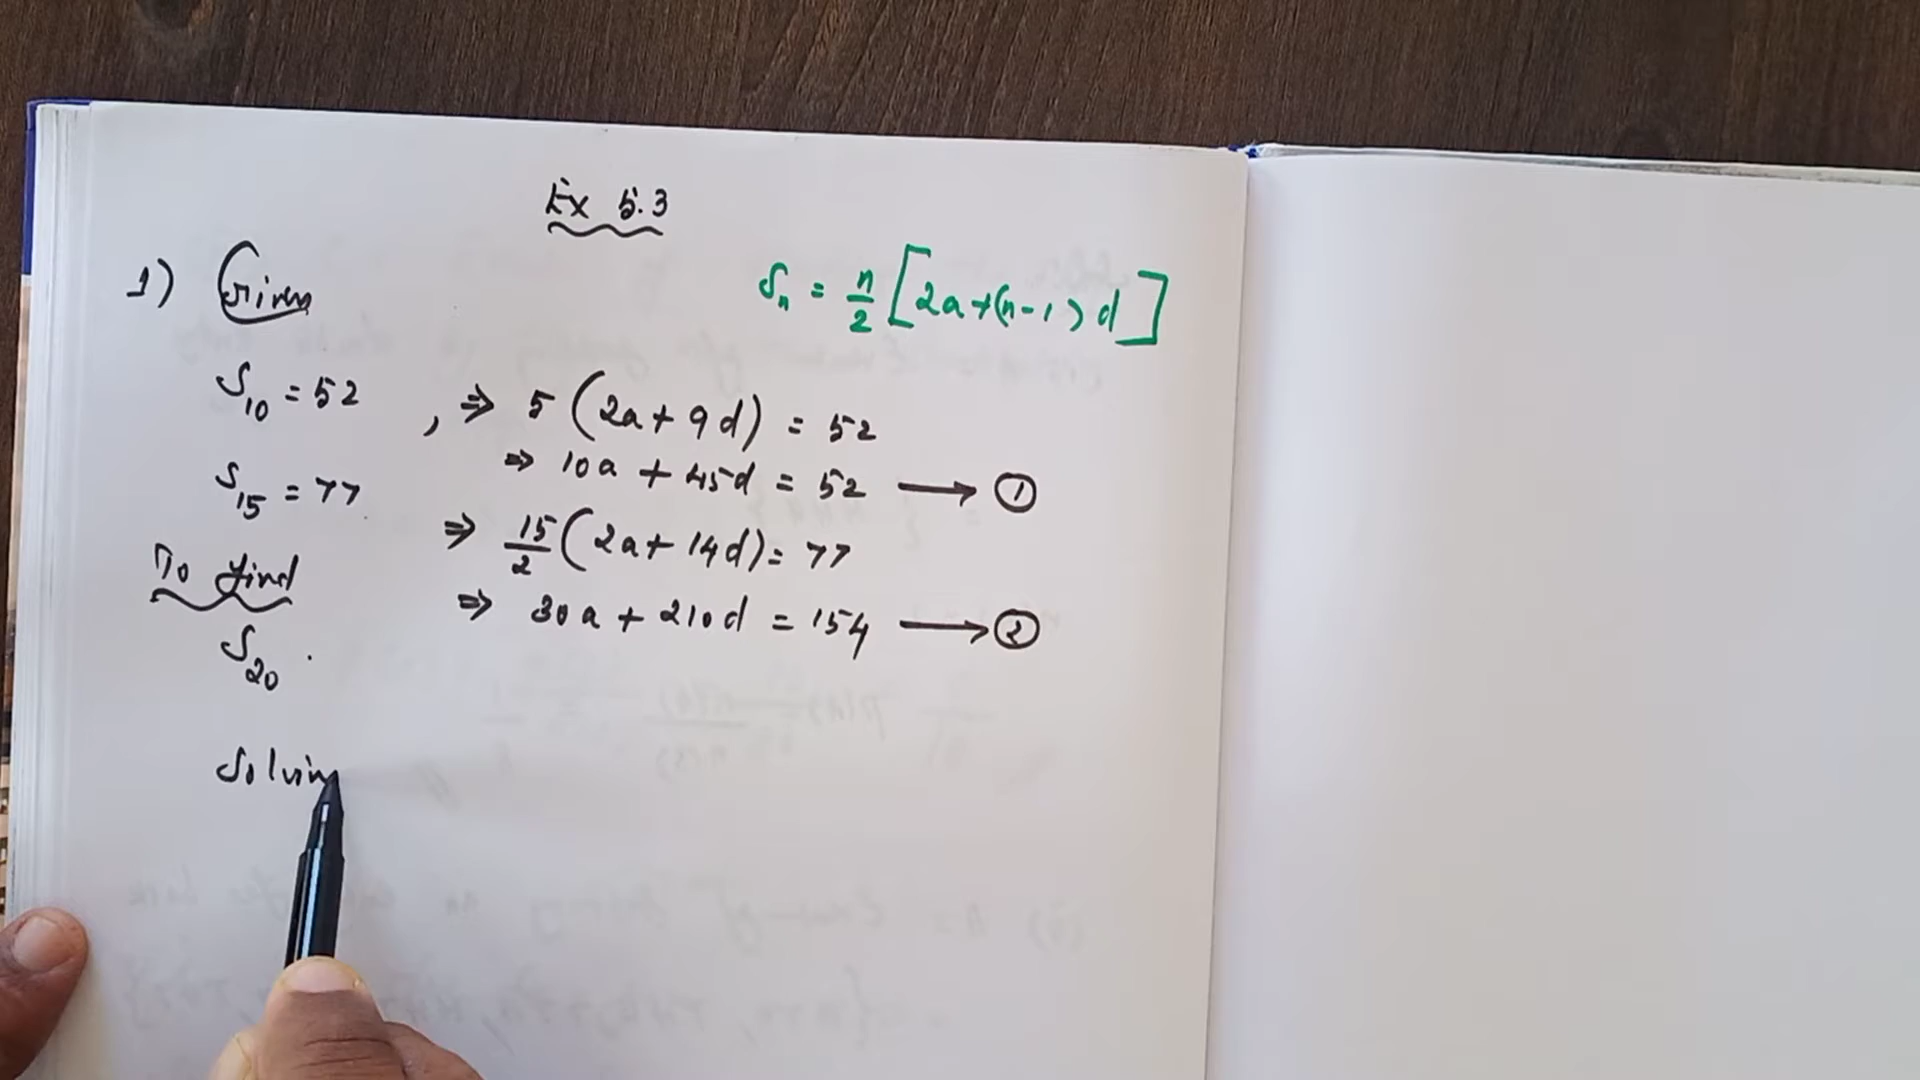 Ex 5.3
1) Given
Sₙ = n/2 [2a+(n-1)d]
S₁₀ = 52 , ⇒ 5 (2a + 9d) = 52
⇒ 10a + 45d = 52 ⟶ ①
S₁₅ = 77 ⇒ 15/2 (2a + 14d) = 77
⇒ 30a + 210d = 154 ⟶ ②
To find
S₂₀ .
Solvin